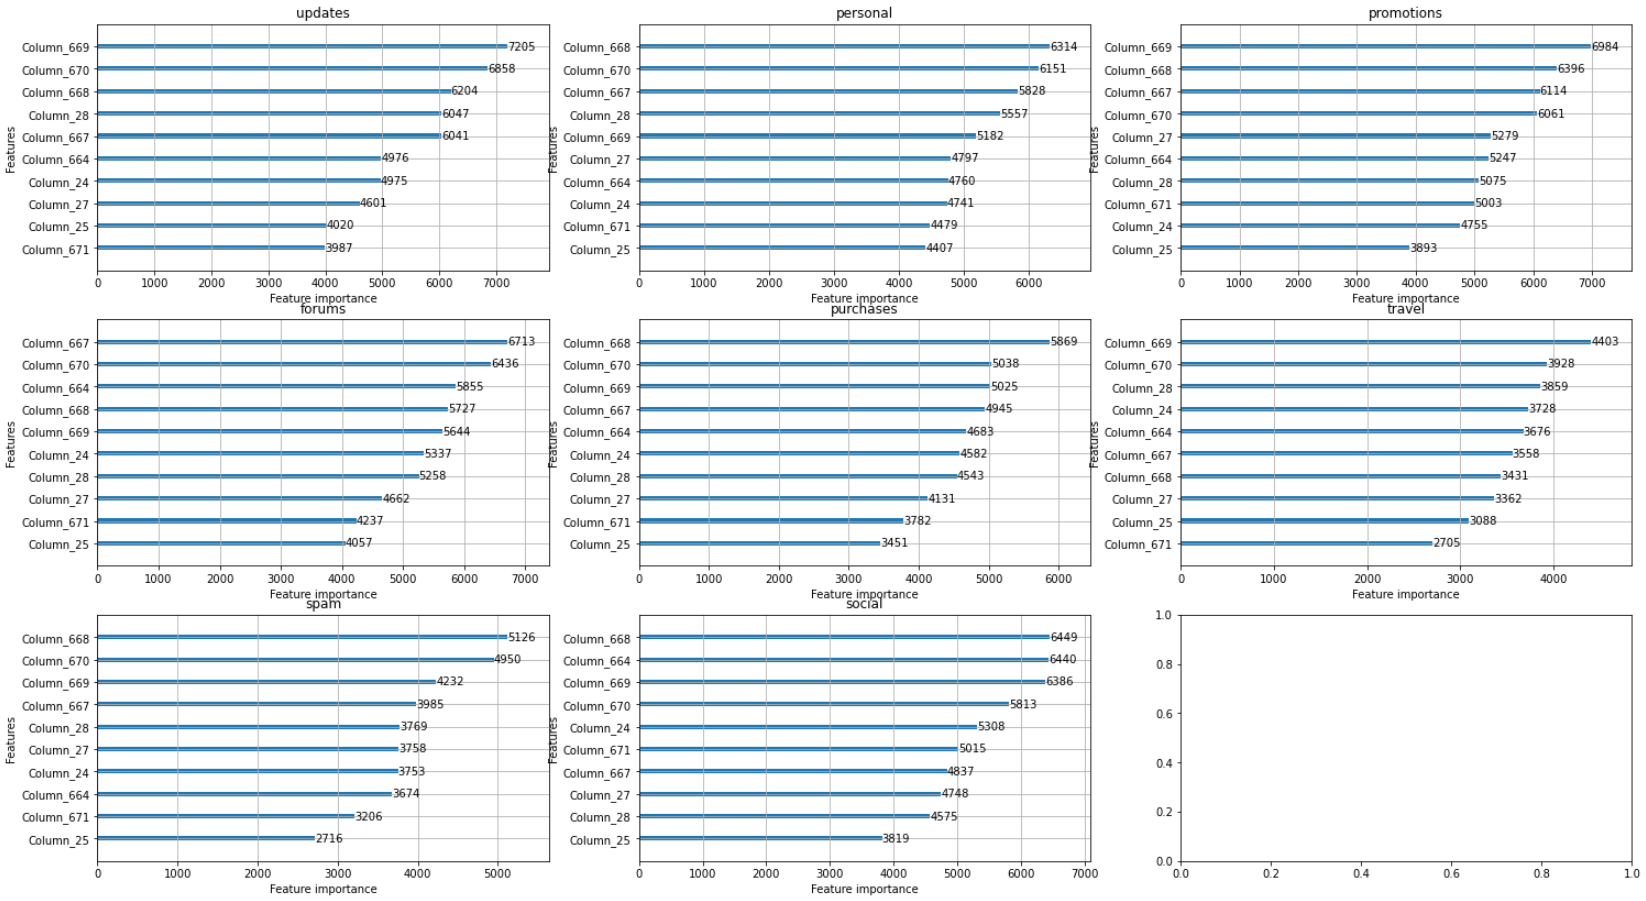 updates
Features
Column_669 7205
Column_670 6858
Column_668 6204
Column_28 6047
Column_667 6041
Column_664 4976
Column_24 4975
Column_27 4601
Column_25 4020
Column_671 3987
0 1000 2000 3000 4000 5000 6000 7000
Feature importance
personal
Features
Column_668 6314
Column_670 6151
Column_667 5828
Column_28 5557
Column_669 5182
Column_27 4797
Column_664 4760
Column_24 4741
Column_671 4479
Column_25 4407
0 1000 2000 3000 4000 5000 6000
Feature importance
promotions
Features
Column_669 6984
Column_668 6396
Column_667 6114
Column_670 6061
Column_27 5279
Column_664 5247
Column_28 5075
Column_671 5003
Column_24 4755
Column_25 3893
0 1000 2000 3000 4000 5000 6000 7000
Feature importance
forums
Features
Column_667 6713
Column_670 6436
Column_664 5855
Column_668 5727
Column_669 5644
Column_24 5337
Column_28 5258
Column_27 4662
Column_671 4237
Column_25 4057
0 1000 2000 3000 4000 5000 6000 7000
Feature importance
purchases
Features
Column_668 5869
Column_670 5038
Column_669 5025
Column_667 4945
Column_664 4683
Column_24 4582
Column_28 4543
Column_27 4131
Column_671 3782
Column_25 3451
0 1000 2000 3000 4000 5000 6000
Feature importance
travel
Features
Column_669 4403
Column_670 3928
Column_28 3859
Column_24 3728
Column_664 3676
Column_667 3558
Column_668 3431
Column_27 3362
Column_25 3088
Column_671 2705
0 1000 2000 3000 4000
Feature importance
spam
Features
Column_668 5126
Column_670 4950
Column_669 4232
Column_667 3985
Column_28 3769
Column_27 3758
Column_24 3753
Column_664 3674
Column_671 3206
Column_25 2716
0 1000 2000 3000 4000 5000
Feature importance
social
Features
Column_668 6449
Column_664 6440
Column_669 6386
Column_670 5813
Column_24 5308
Column_671 5015
Column_667 4837
Column_27 4748
Column_28 4575
Column_25 3819
0 1000 2000 3000 4000 5000 6000 7000
Feature importance
1.0
0.8
0.6
0.4
0.2
0.0
0.0 0.2 0.4 0.6 0.8 1.0